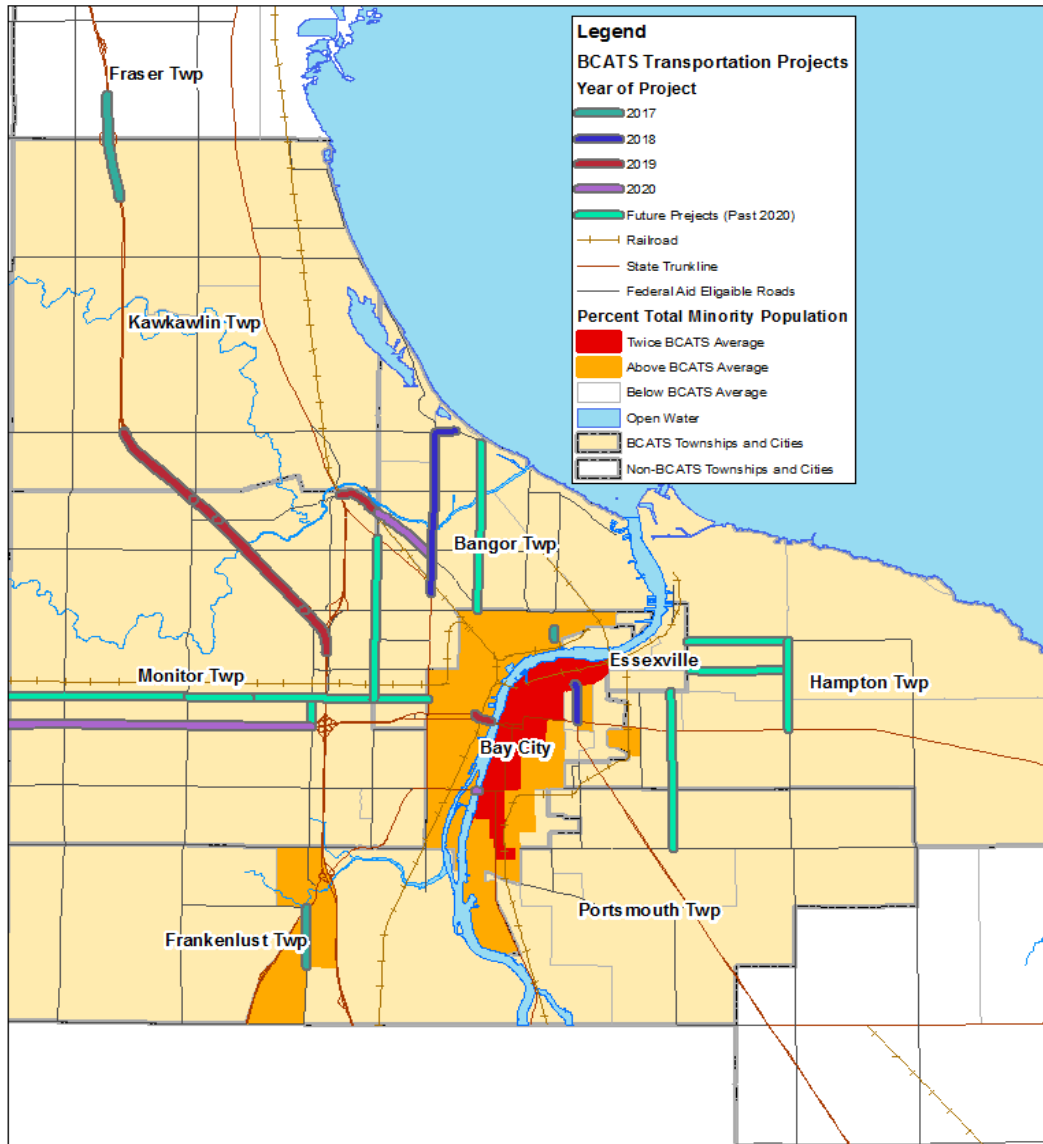 Legend
BCATS Transportation Projects
Year of Project
2017
2018
2019
2020
Future Prejects (Past 2020)
Railroad
State Trunkline
Federal Aid Eligaible Roads
Percent Total Minority Population
Twice BCATS Average
Above BCATS Average
Below BCATS Average
Open Water
BCATS Townships and Cities
Non-BCATS Townships and Cities
Fraser Twp
Kawkawlin Twp
Bangor Twp
Monitor Twp
Essexville
Hampton Twp
Bay City
Portsmouth Twp
Frankenlust Twp